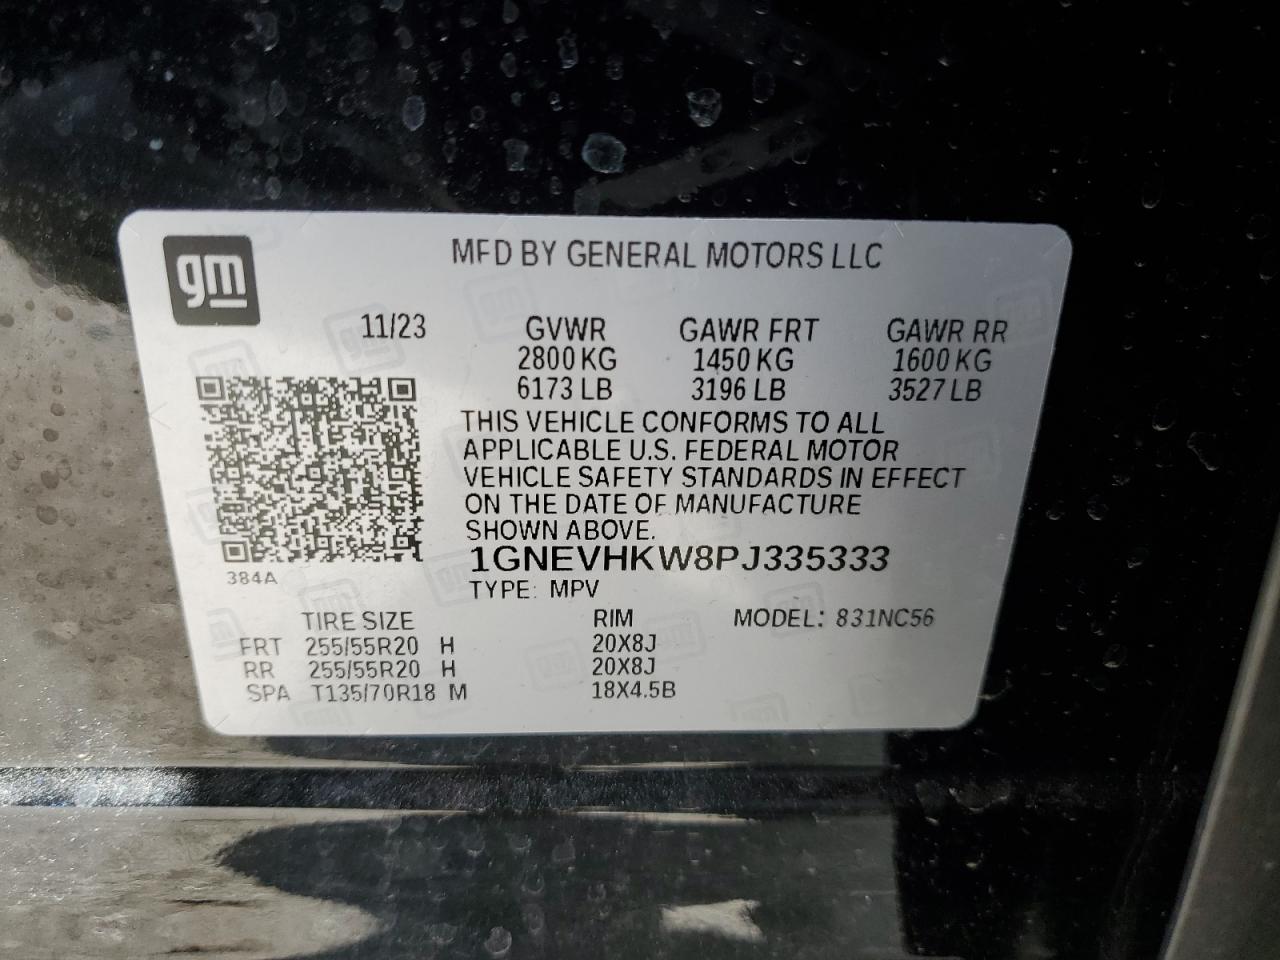 gm
MFD BY GENERAL MOTORS LLC
11/23 GVWR GAWR FRT GAWR RR
2800 KG 1450 KG 1600 KG
6173 LB 3196 LB 3527 LB
THIS VEHICLE CONFORMS TO ALL
APPLICABLE U.S. FEDERAL MOTOR
VEHICLE SAFETY STANDARDS IN EFFECT
ON THE DATE OF MANUFACTURE
SHOWN ABOVE.
1GNEVHKW8PJ335333
384A
TYPE: MPV
TIRE SIZE RIM MODEL: 831NC56
FRT 255/55R20 H 20X8J
RR 255/55R20 H 20X8J
SPA T135/70R18 M 18X4.5B